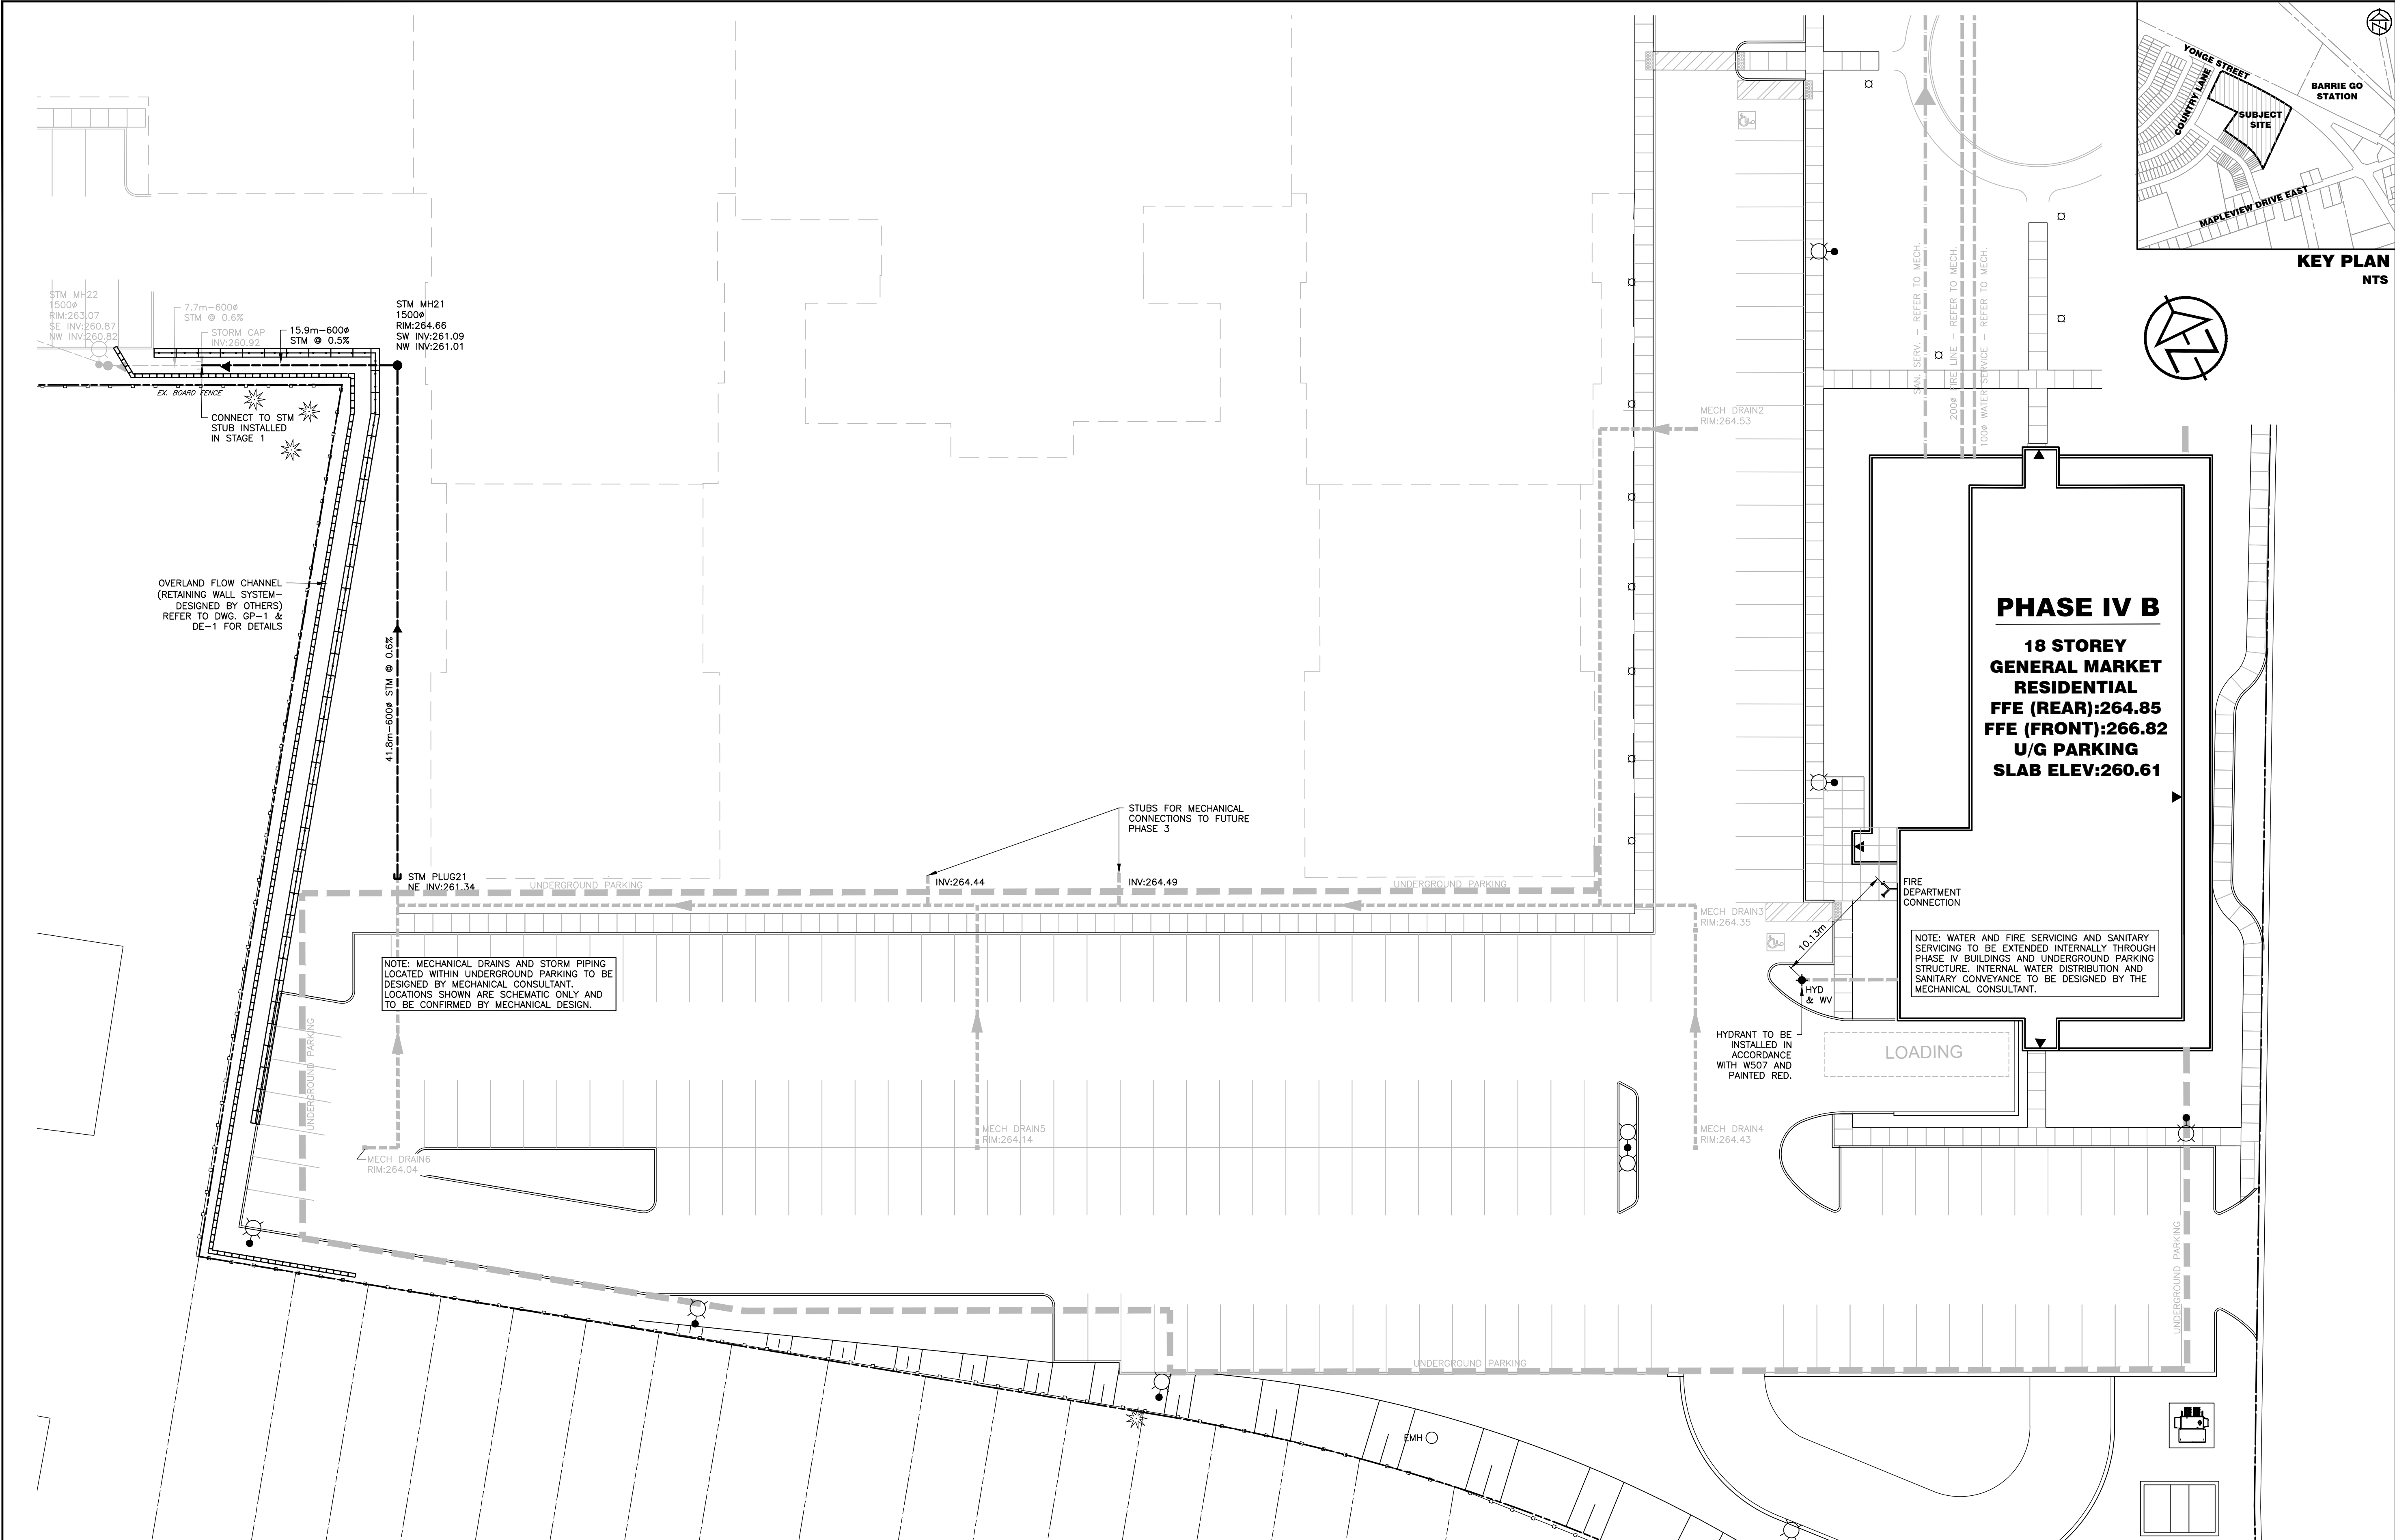 YONGE STREET
COUNTRY LANE
BARRIE GO
STATION
SUBJECT
SITE
MAPLEVIEW DRIVE EAST
KEY PLAN
NTS
STM MH22
1500ø
RIM:263.07
SE INV:260.87
NW INV:260.82
7.7m-600ø
STM @ 0.6%
STORM CAP
INV:260.92
15.9m-600ø
STM @ 0.5%
STM MH21
1500ø
RIM:264.66
SW INV:261.09
NW INV:261.01
EX. BOARD FENCE
CONNECT TO STM
STUB INSTALLED
IN STAGE 1
OVERLAND FLOW CHANNEL
(RETAINING WALL SYSTEM-
DESIGNED BY OTHERS)
REFER TO DWG. GP-1 &
DE-1 FOR DETAILS
41.8m-600ø STM @ 0.6%
STM PLUG21
NE INV:261.34
UNDERGROUND PARKING
STUBS FOR MECHANICAL
CONNECTIONS TO FUTURE
PHASE 3
INV:264.44
INV:264.49
UNDERGROUND PARKING
MECH DRAIN2
RIM:264.53
SAN. SERV. - REFER TO MECH.
200ø FIRE LINE - REFER TO MECH.
100ø WATER SERVICE - REFER TO MECH.
PHASE IV B
18 STOREY
GENERAL MARKET
RESIDENTIAL
FFE (REAR):264.85
FFE (FRONT):266.82
U/G PARKING
SLAB ELEV:260.61
FIRE
DEPARTMENT
CONNECTION
MECH DRAIN3
RIM:264.35
10.13m
NOTE: WATER AND FIRE SERVICING AND SANITARY
SERVICING TO BE EXTENDED INTERNALLY THROUGH
PHASE IV BUILDINGS AND UNDERGROUND PARKING
STRUCTURE. INTERNAL WATER DISTRIBUTION AND
SANITARY CONVEYANCE TO BE DESIGNED BY THE
MECHANICAL CONSULTANT.
HYD
& WV
HYDRANT TO BE
INSTALLED IN
ACCORDANCE
WITH W507 AND
PAINTED RED.
LOADING
NOTE: MECHANICAL DRAINS AND STORM PIPING
LOCATED WITHIN UNDERGROUND PARKING TO BE
DESIGNED BY MECHANICAL CONSULTANT.
LOCATIONS SHOWN ARE SCHEMATIC ONLY AND
TO BE CONFIRMED BY MECHANICAL DESIGN.
UNDERGROUND PARKING
MECH DRAIN6
RIM:264.04
MECH DRAIN5
RIM:264.14
MECH DRAIN4
RIM:264.43
UNDERGROUND PARKING
UNDERGROUND PARKING
EMH